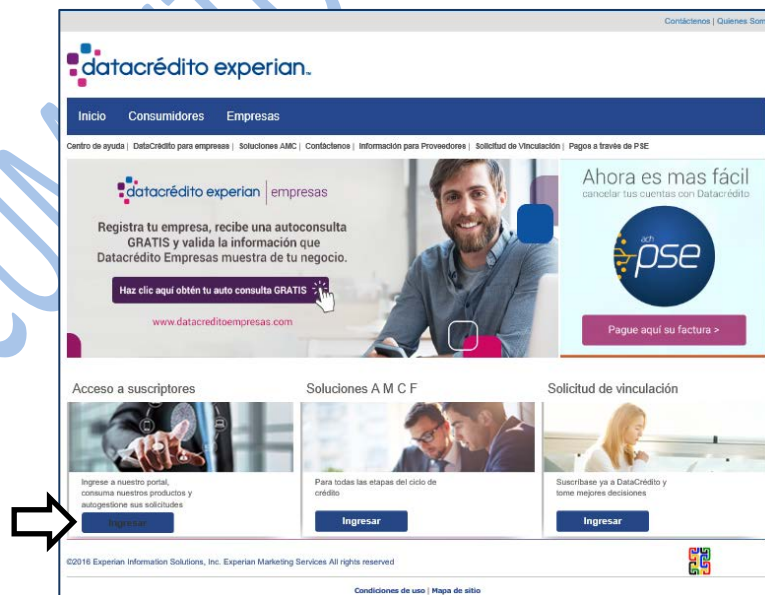 Contáctenos | Quienes Som
datacrédito experian™
Inicio Consumidores Empresas
Centro de ayuda | DataCrédito para empresas | Soluciones AMC | Contáctenos | Información para Proveedores | Solicitud de Vinculación | Pagos a través de PSE
datacrédito experian | empresas
Registra tu empresa, recibe una autoconsulta
GRATIS y valida la información que
Datacrédito Empresas muestra de tu negocio.
Haz clic aquí obtén tu auto consulta GRATIS
www.datacreditoempresas.com
Ahora es mas fácil
cancelar tus cuentas con Datacrédito
ach
pse
Pague aquí su factura >
Acceso a suscriptores
Ingrese a nuestro portal,
consuma nuestros productos y
autogestione sus solicitudes
Ingresar
Soluciones A M C F
Para todas las etapas del ciclo de
crédito
Ingresar
Solicitud de vinculación
Suscríbase ya a DataCrédito y
tome mejores decisiones
Ingresar
©2016 Experian Information Solutions, Inc. Experian Marketing Services All rights reserved
Condiciones de uso | Mapa de sitio